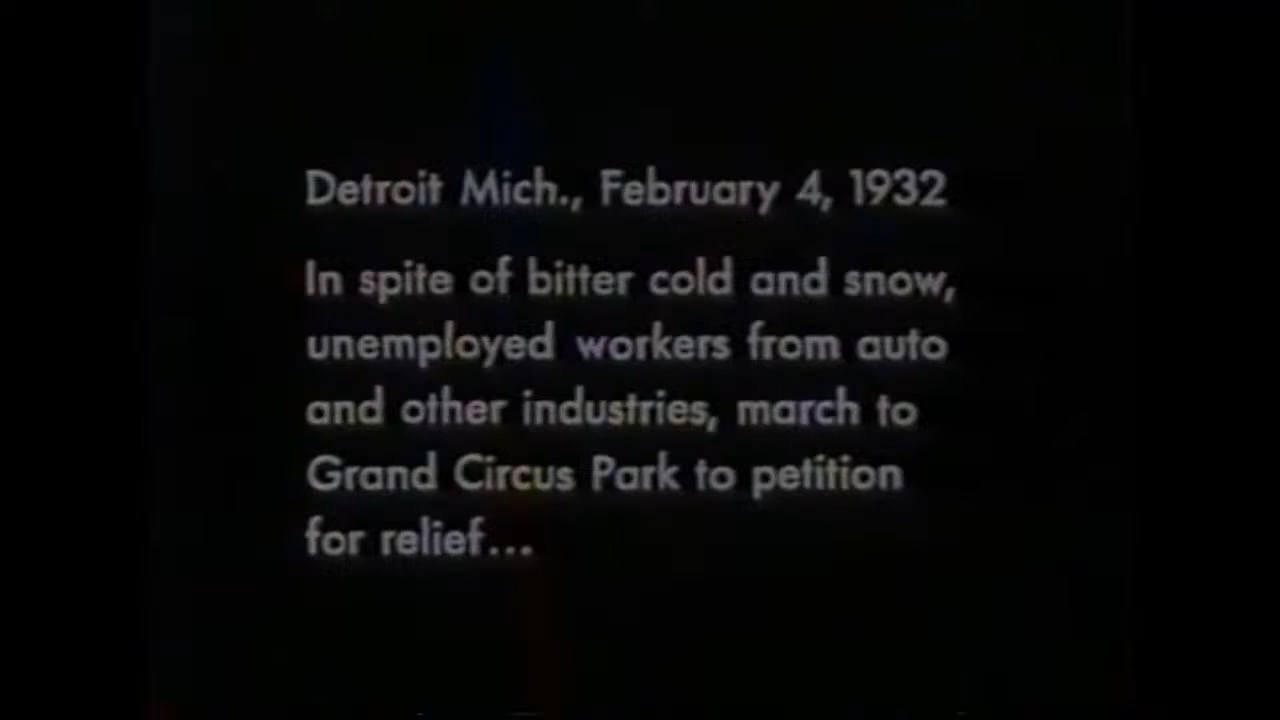 Detroit Mich., February 4, 1932
In spite of bitter cold and snow,
unemployed workers from auto
and other industries, march to
Grand Circus Park to petition
for relief...